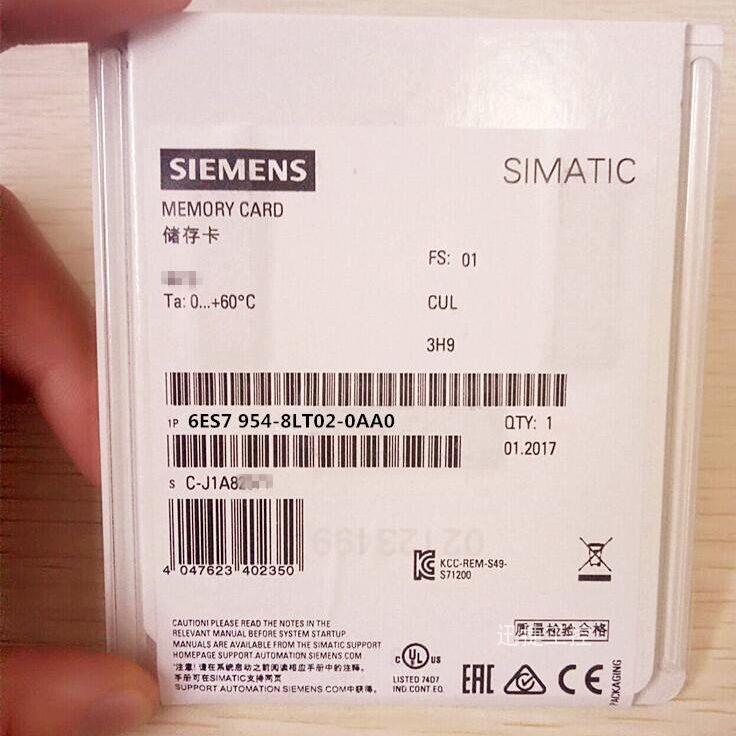 SIEMENS
SIMATIC
MEMORY CARD
储存卡
FS: 01
Ta: 0...+60°C
CUL
3H9
1P 6ES7 954-8LT02-0AA0
QTY: 1
01.2017
S C-J1A8
4 047623 402350
02123499
KCC-REM-S49-
S71200
质量检验合格
CAUTION! PLEASE READ THE NOTES IN THE
RELEVANT MANUAL BEFORE SYSTEM STARTUP
MANUALS ARE AVAILABLE FROM THE SIMATIC SUPPORT
HOMEPAGE SUPPORT.AUTOMATION SIEMENS.COM
"注意! 请在系统启动之前阅读相应手册中的注释。
手册可在SIMATIC支持网页
SUPPORT.AUTOMATION SIEMENS.COM中获得。
C UL US
LISTED 74D7
IND.CONT.EQ.
EAC
CE
PACKAGING